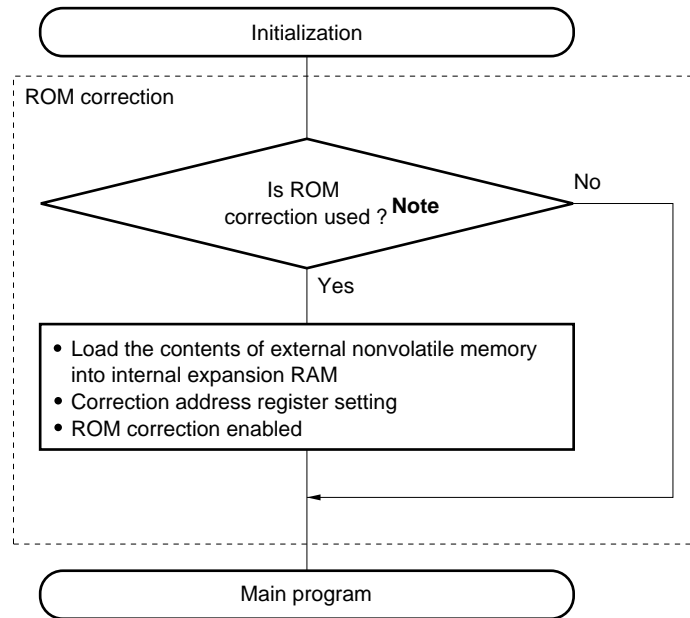 Initialization
ROM correction
Is ROM
correction used ? Note
No
Yes
• Load the contents of external nonvolatile memory
into internal expansion RAM
• Correction address register setting
• ROM correction enabled
Main program